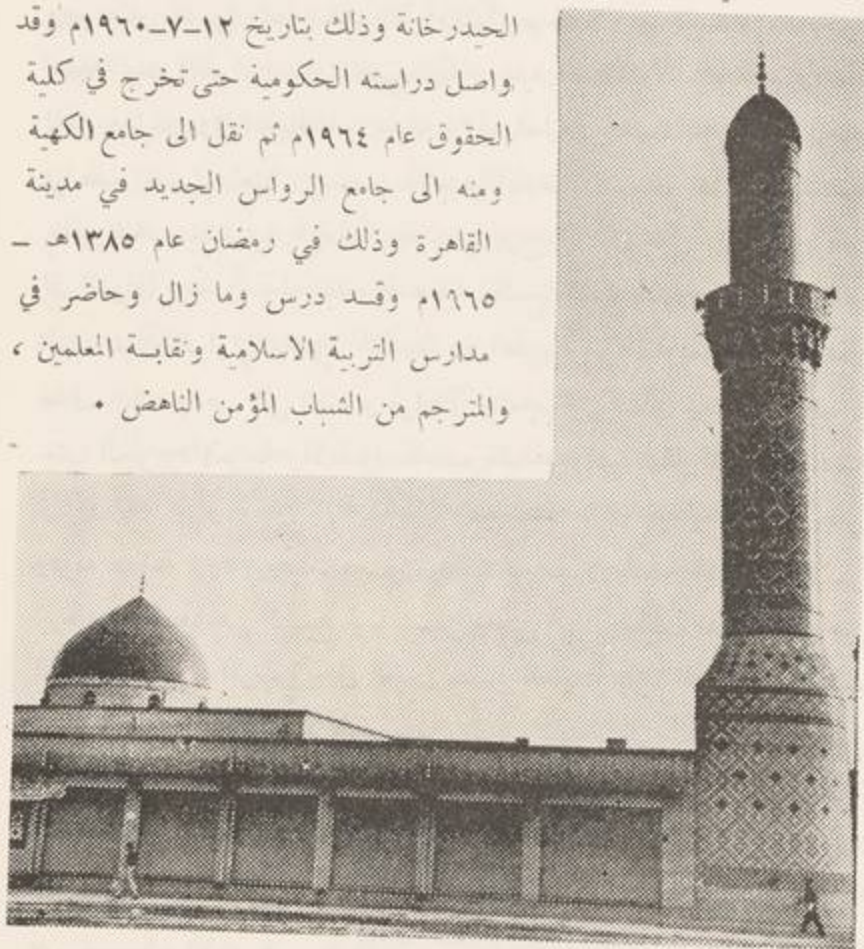 الحيدرخانة وذلك بتاريخ ١٢–٧–١٩٦٠م وقد
واصل دراسته الحكومية حتى تخرج في كلية
الحقوق عام ١٩٦٤م ثم نقل الى جامع الكهية
ومنه الى جامع الرواس الجديد في مدينة
القاهرة وذلك في رمضان عام ١٣٨٥هـ –
١٩٦٥م وقد درس وما زال وحاضر في
مدارس التربية الاسلامية ونقابة المعلمين ،
والمترجم من الشباب المؤمن الناهض ٠